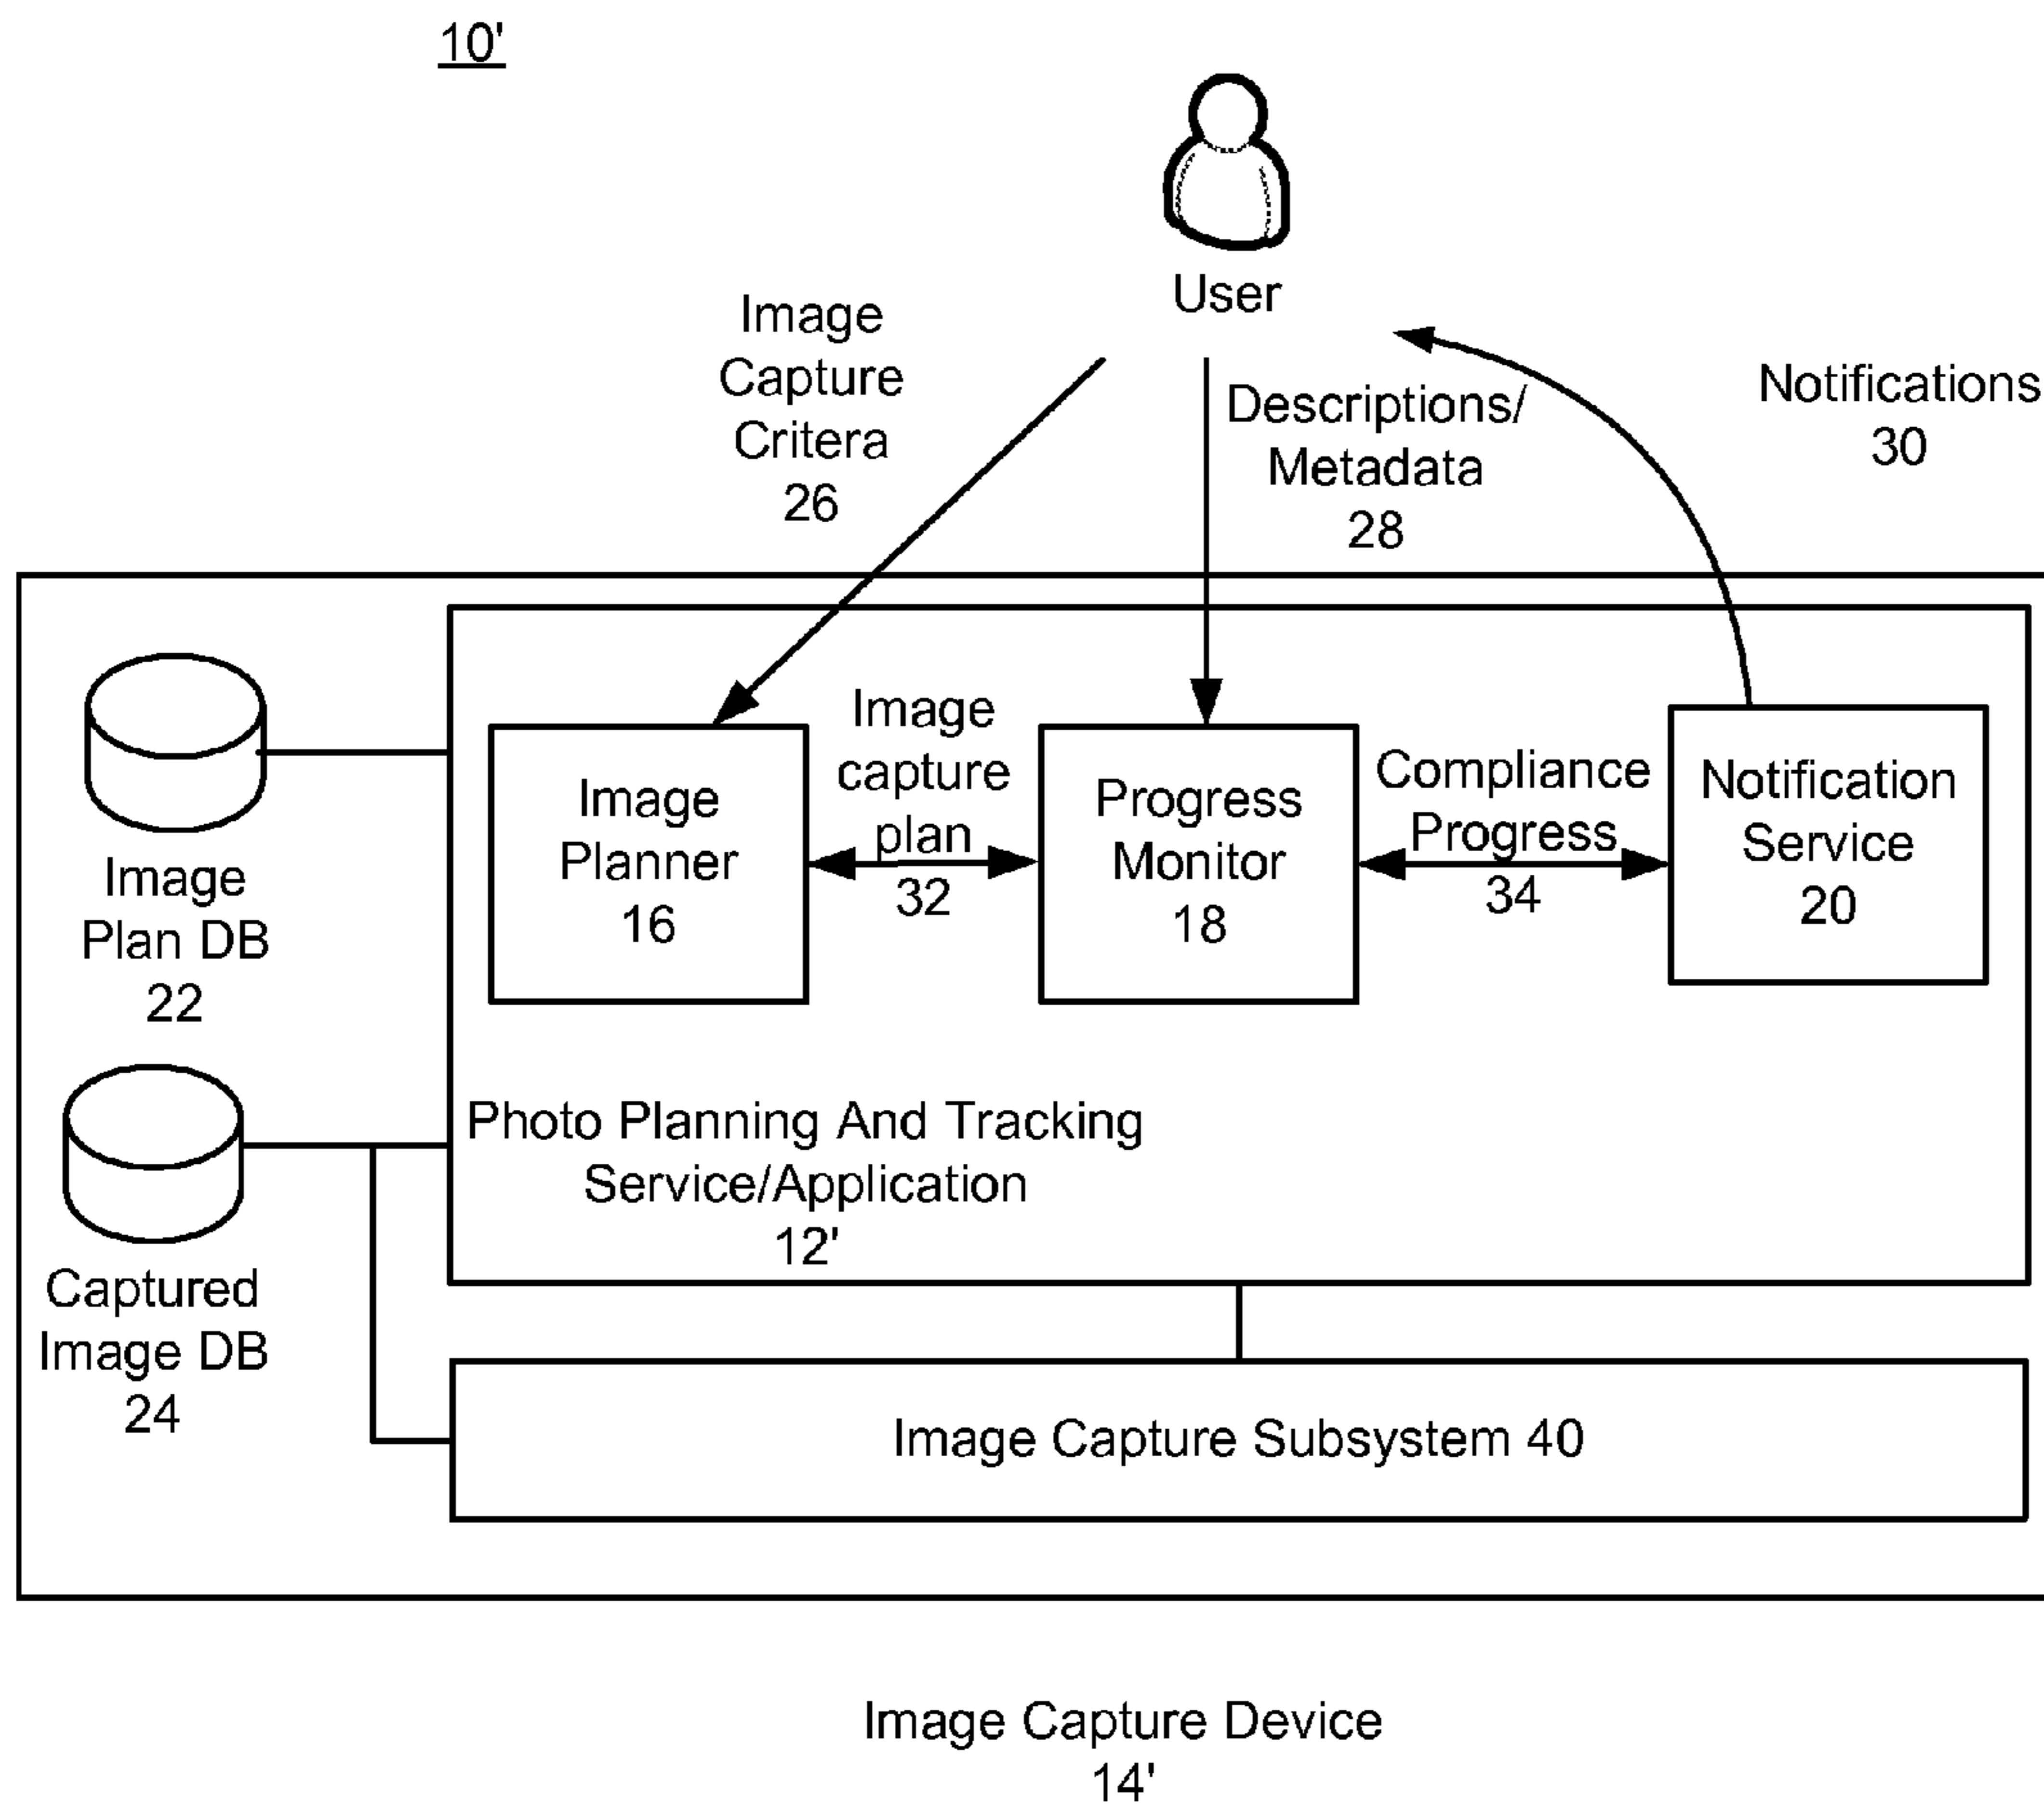 10'
User
Image
Capture
Critera
26
Descriptions/
Metadata
28
Notifications
30
Image
Plan DB
22
Image
Planner
16
Image
capture
plan
32
Progress
Monitor
18
Compliance
Progress
34
Notification
Service
20
Captured
Image DB
24
Photo Planning And Tracking
Service/Application
12'
Image Capture Subsystem 40
Image Capture Device
14'